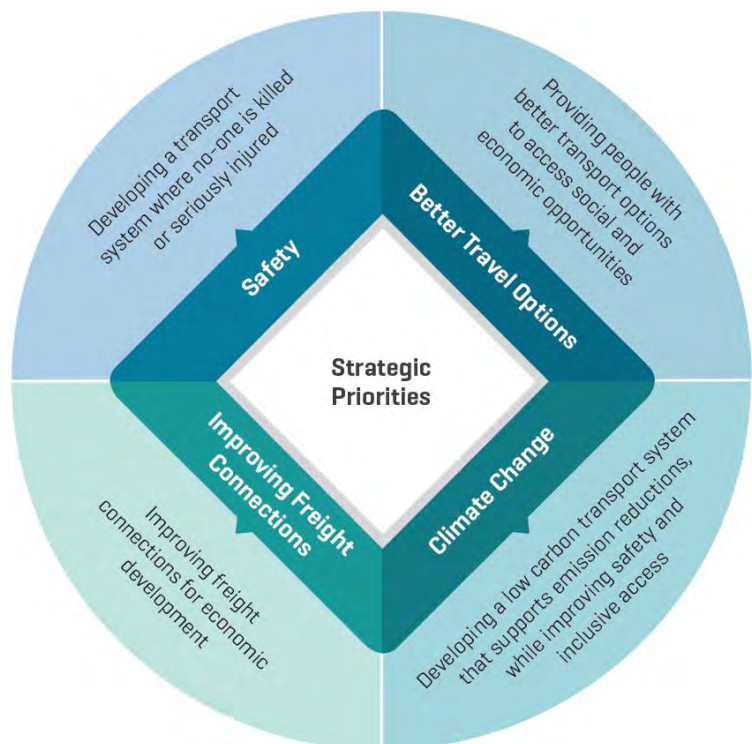 Strategic
Priorities
Safety
Developing a transport
system where no-one is killed
or seriously injured
Better Travel Options
Providing people with
better transport options
to access social and
economic opportunities
Improving Freight
Connections
Improving freight
connections for economic
development
Climate Change
Developing a low carbon transport system
that supports emission reductions,
while improving safety and
inclusive access